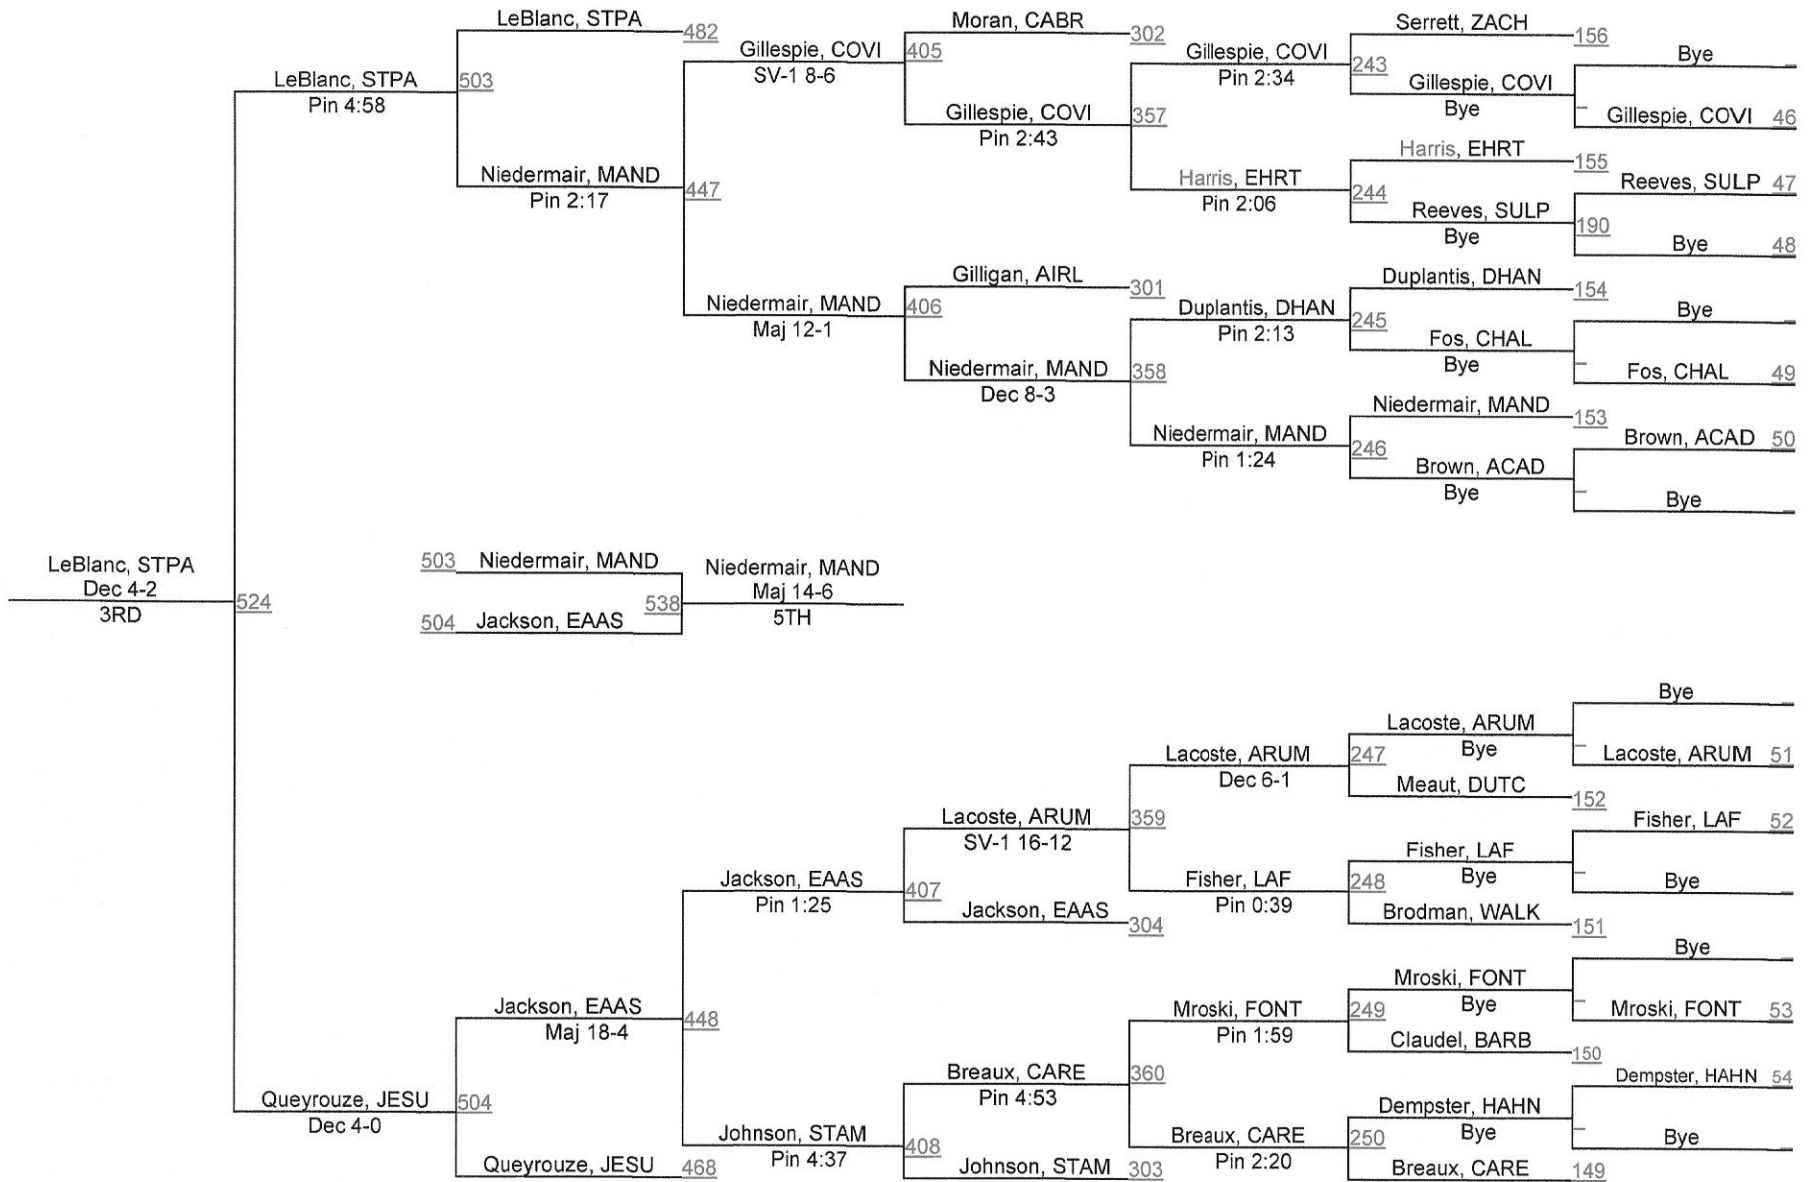 LeBlanc, STPA
482
Moran, CABR
302
Serrett, ZACH
156
Bye
Gillespie, COVI
SV-1 8-6
405
Gillespie, COVI
Pin 2:34
243
Gillespie, COVI
Bye
Gillespie, COVI 46
LeBlanc, STPA
Pin 4:58
503
Gillespie, COVI
Pin 2:43
357
Harris, EHRT
155
Reeves, SULP 47
Harris, EHRT
Pin 2:06
244
Reeves, SULP
Bye
190
Bye 48
Niedermair, MAND
Pin 2:17
447
Gilligan, AIRL
301
Duplantis, DHAN
154
Bye
Niedermair, MAND
Maj 12-1
406
Duplantis, DHAN
Pin 2:13
245
Fos, CHAL
Bye
Fos, CHAL 49
Niedermair, MAND
Dec 8-3
358
Niedermair, MAND
153
Brown, ACAD 50
Niedermair, MAND
Pin 1:24
246
Brown, ACAD
Bye
Bye
LeBlanc, STPA
Dec 4-2
3RD
524
503 Niedermair, MAND
504 Jackson, EAAS
538
Niedermair, MAND
Maj 14-6
5TH
Bye
Lacoste, ARUM
Bye
Lacoste, ARUM 51
Lacoste, ARUM
Dec 6-1
247
Meaut, DUTC
152
Fisher, LAF 52
Lacoste, ARUM
SV-1 16-12
359
Fisher, LAF
Bye
Bye
Jackson, EAAS
Pin 1:25
407
Fisher, LAF
Pin 0:39
248
Jackson, EAAS
304
Brodman, WALK
151
Bye
Jackson, EAAS
Maj 18-4
448
Mroski, FONT
Pin 1:59
249
Mroski, FONT
Bye
Mroski, FONT 53
Claudel, BARB
150
Dempster, HAHN 54
Queyrouze, JESU
Dec 4-0
504
Breaux, CARE
Pin 4:53
360
Dempster, HAHN
Bye
Bye
Johnson, STAM
Pin 4:37
408
Breaux, CARE
Pin 2:20
250
Queyrouze, JESU
468
Johnson, STAM
303
Breaux, CARE
149